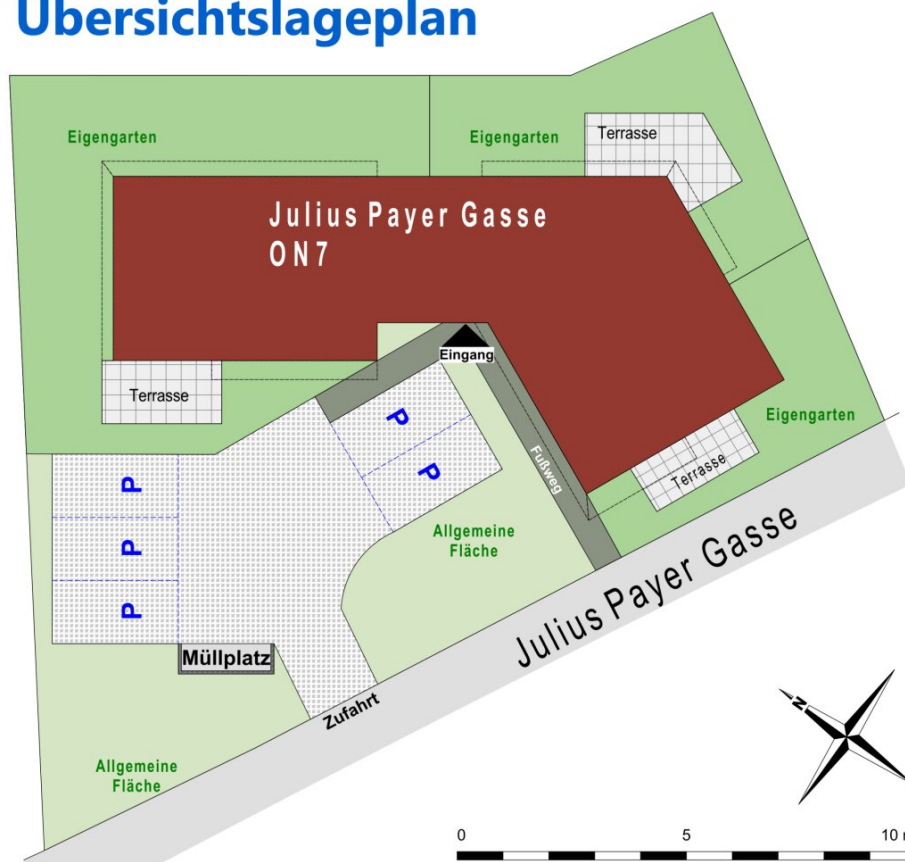 Übersichtslageplan
Eigengarten
Eigengarten
Terrasse
Julius Payer Gasse
ON7
Eingang
Terrasse
P
P
Fußweg
Eigengarten
Terrasse
P
P
P
Allgemeine
Fläche
Julius Payer Gasse
Müllplatz
Zufahrt
Allgemeine
Fläche
N
0 5 10 m